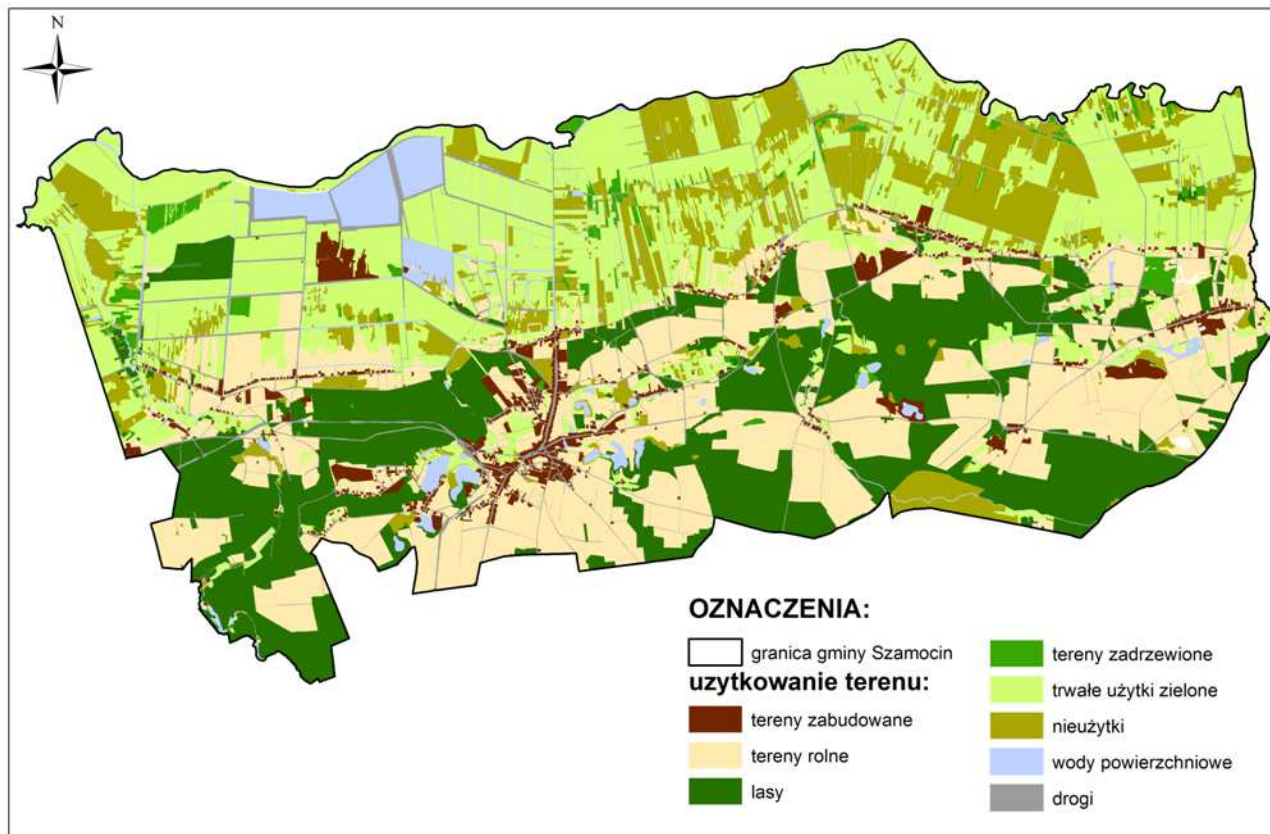 N
OZNACZENIA:
granica gminy Szamocin
uzytkowanie terenu:
tereny zabudowane
tereny rolne
lasy
tereny zadrzewione
trwałe użytki zielone
nieużytki
wody powierzchniowe
drogi